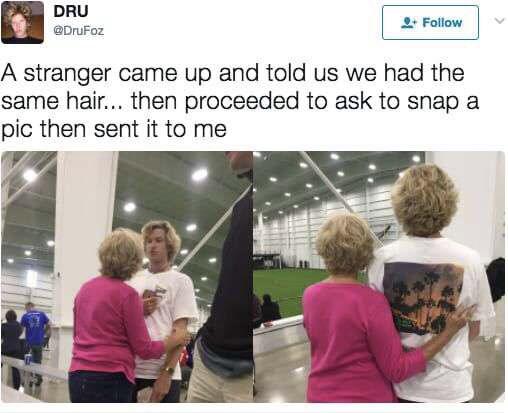 DRU
@DruFoz
Follow
A stranger came up and told us we had the
same hair... then proceeded to ask to snap a
pic then sent it to me